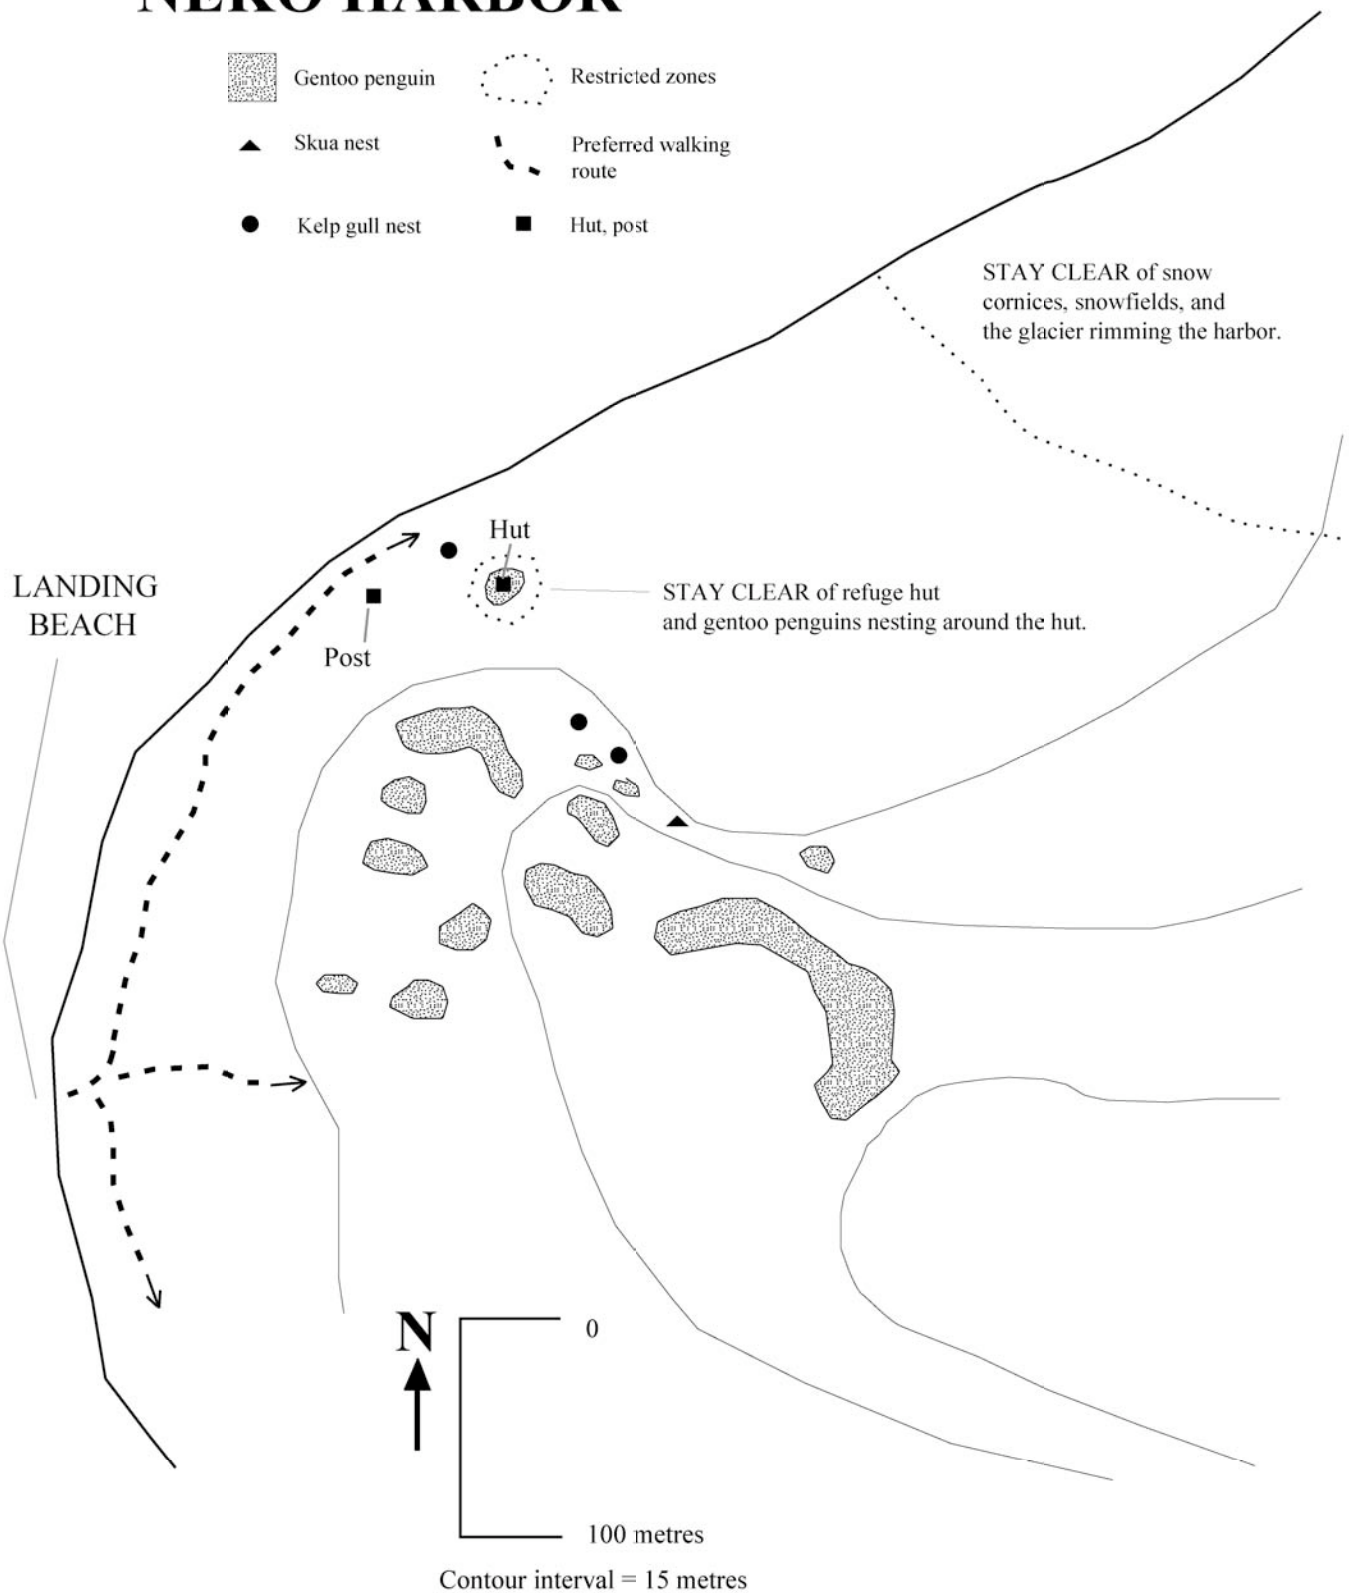 NEKO HARBOR
Gentoo penguin
Restricted zones
Skua nest
Preferred walking
route
Kelp gull nest
Hut, post
STAY CLEAR of snow
cornices, snowfields, and
the glacier rimming the harbor.
Hut
LANDING
BEACH
STAY CLEAR of refuge hut
and gentoo penguins nesting around the hut.
Post
N
0
100 metres
Contour interval = 15 metres